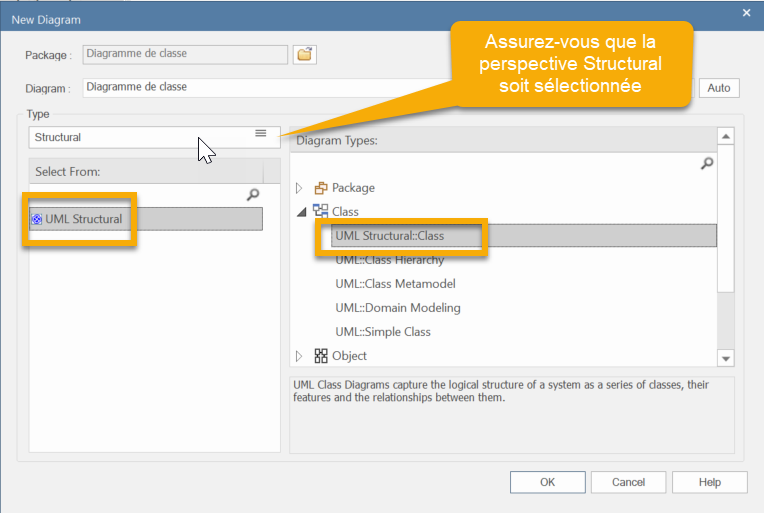 New Diagram
Package :
Diagramme de classe
Assurez-vous que la
perspective Structural
soit sélectionnée
Diagram :
Diagramme de classe
Auto
Type
Structural
Diagram Types:
Select From:
Package
Class
UML Structural
UML Structural::Class
UML::Class Hierarchy
UML::Class Metamodel
UML::Domain Modeling
UML::Simple Class
Object
UML Class Diagrams capture the logical structure of a system as a series of classes, their
features and the relationships between them.
OK
Cancel
Help